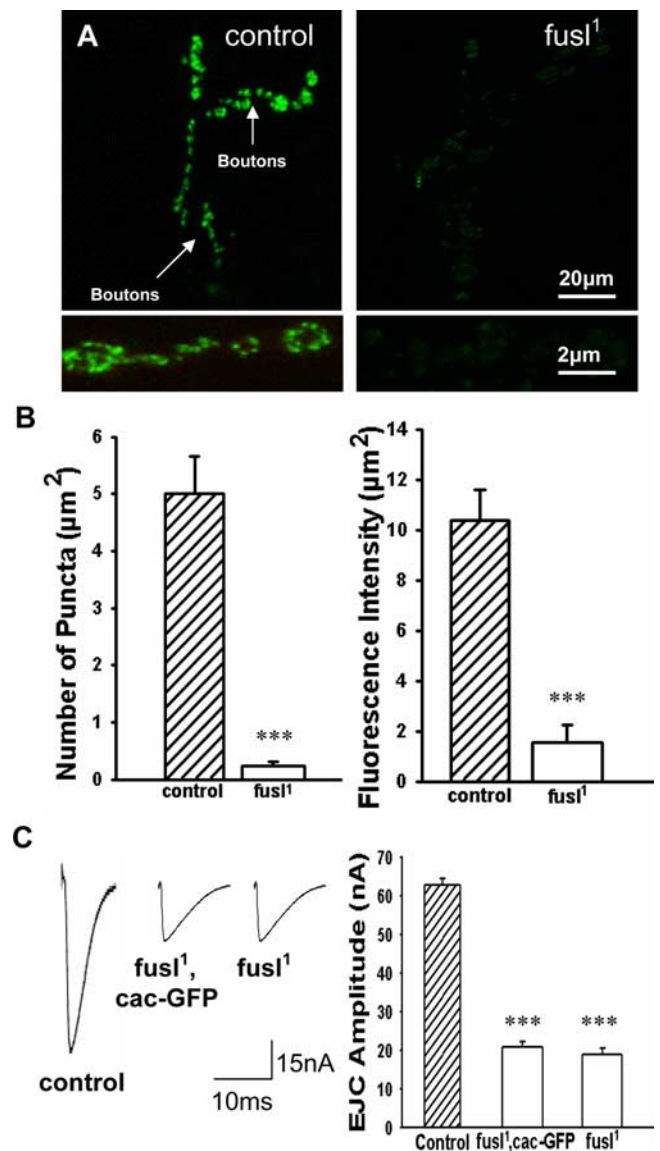 A
control
fusl¹
Boutons
Boutons
20µm
2µm
B
Number of Puncta (µm²)
6
5
4
3
2
1
0
***
control
fusl¹
Fluorescence Intensity (µm²)
14
12
10
8
6
4
2
0
***
control
fusl¹
C
control
fusl¹,
cac-GFP
fusl¹
15nA
10ms
EJC Amplitude (nA)
70
60
50
40
30
20
10
0
***
***
Control
fusl¹,cac-GFP
fusl¹